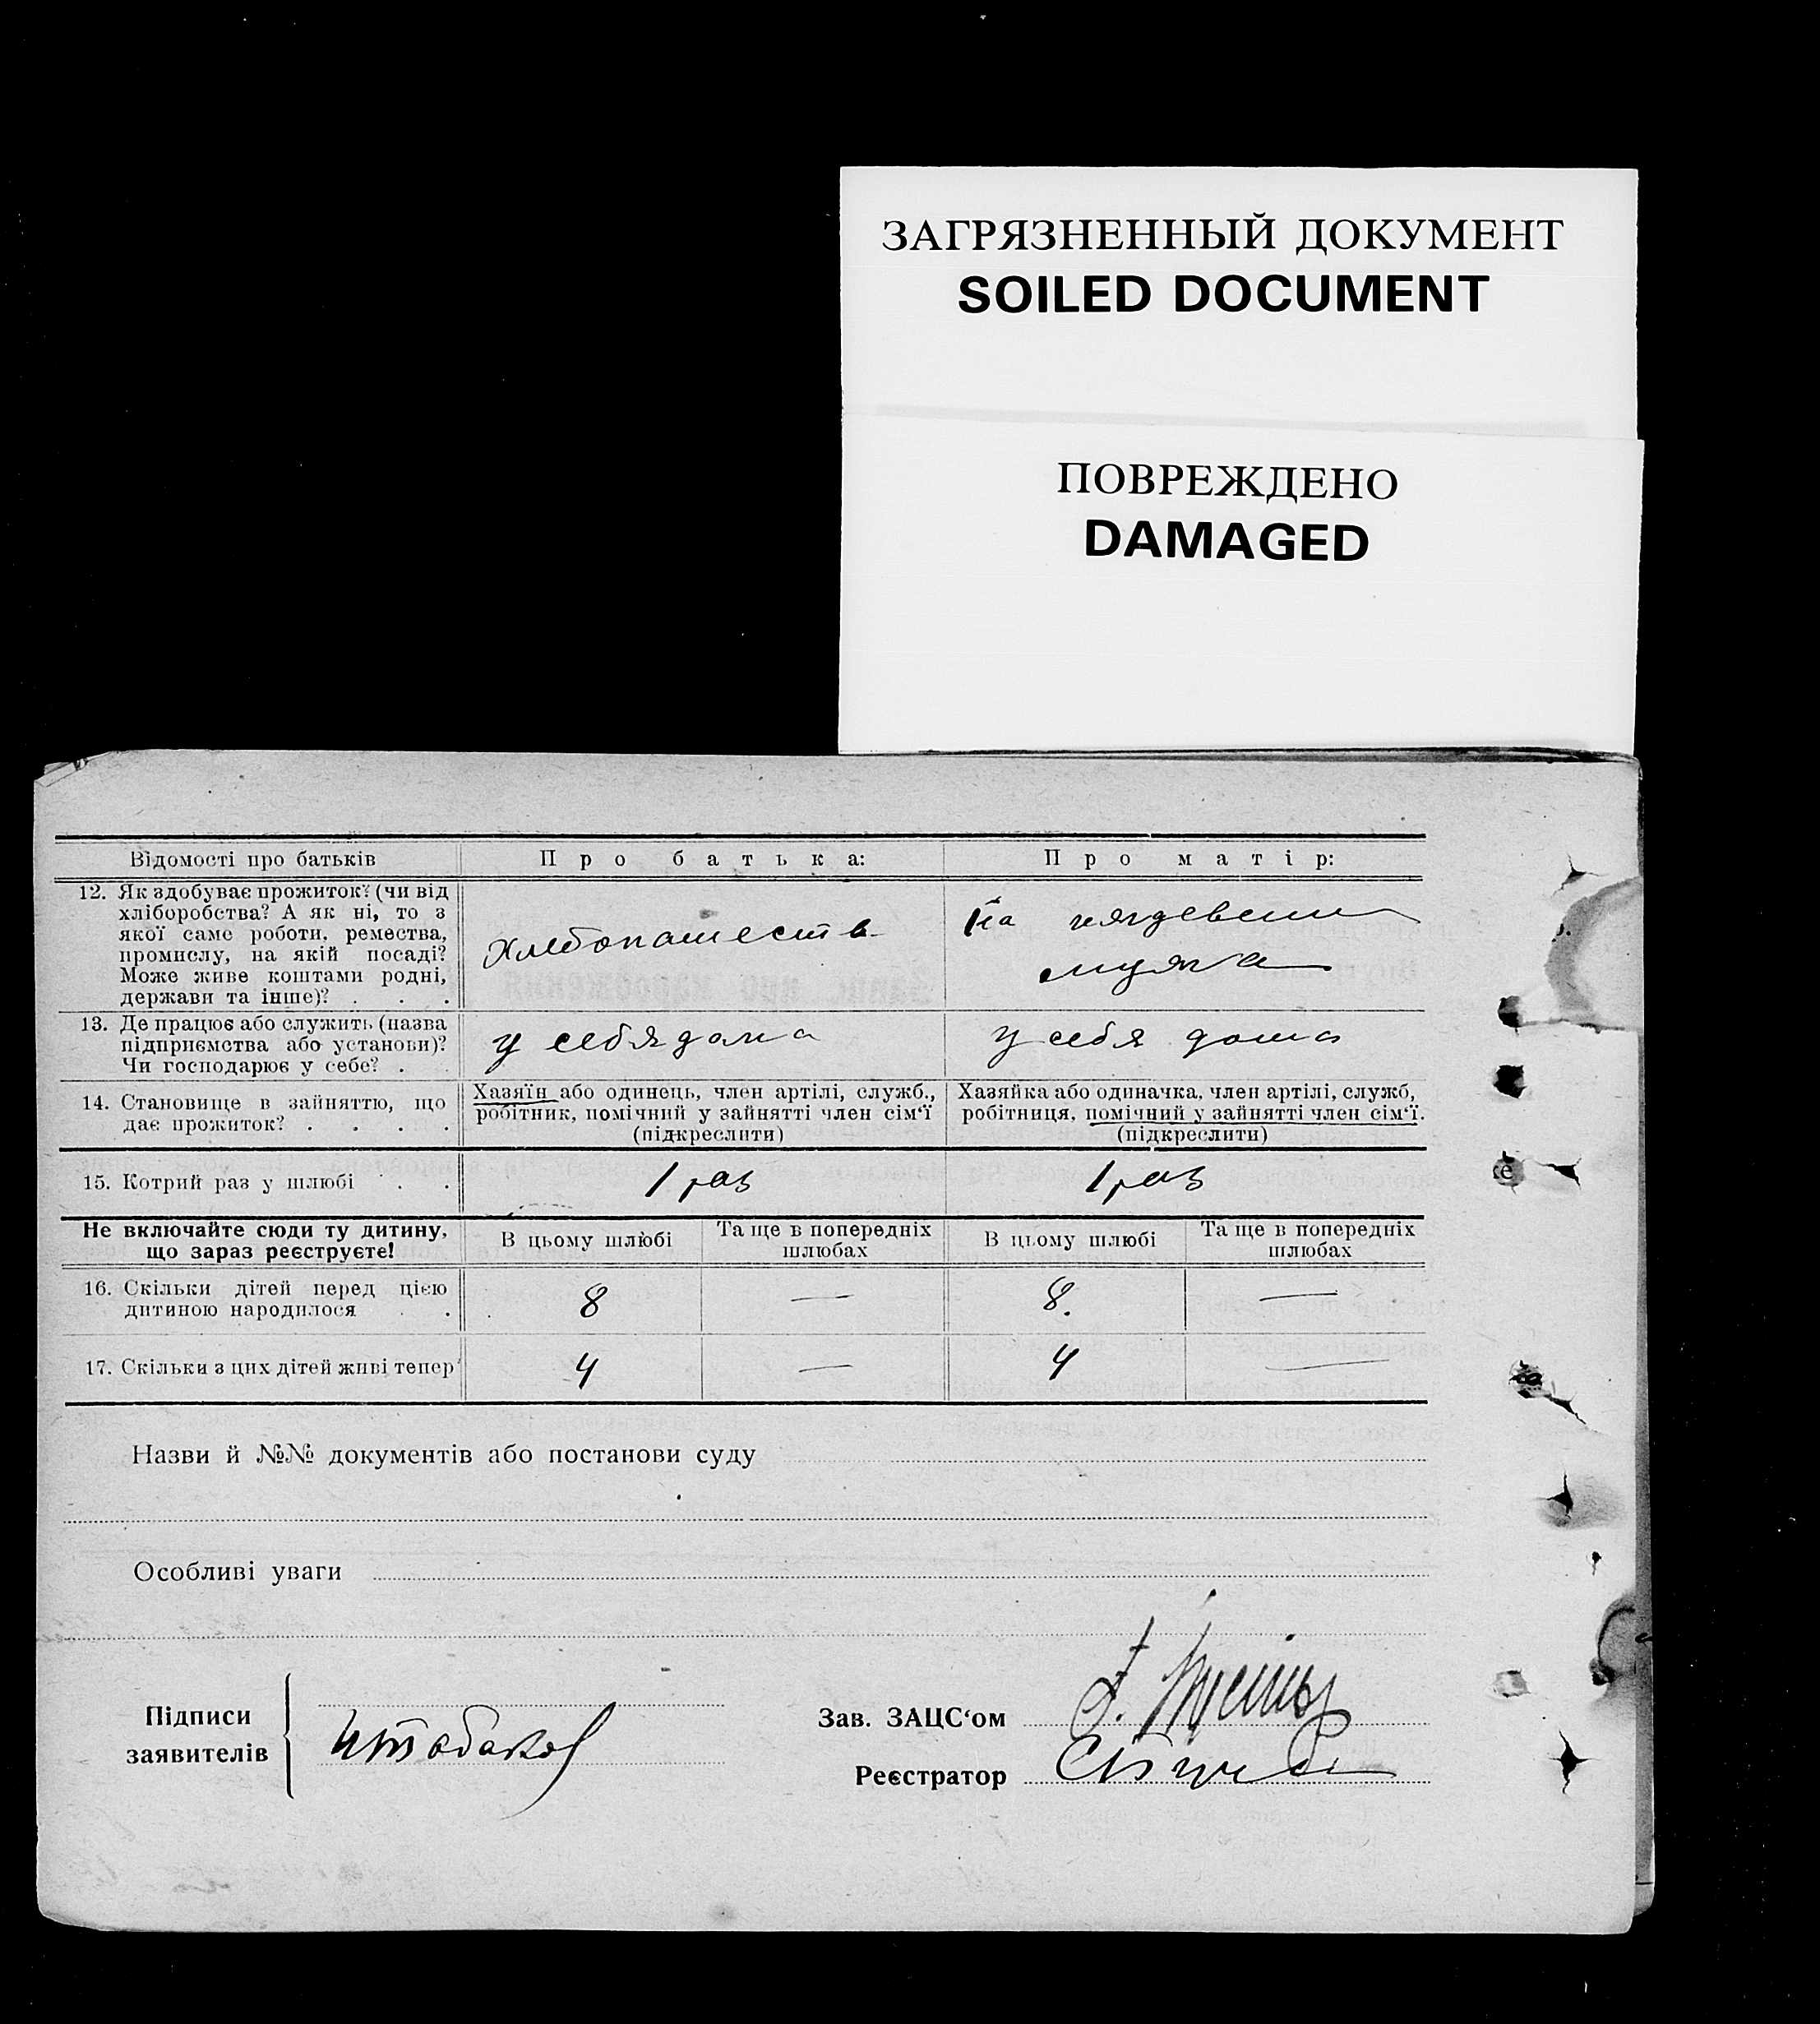 ЗАГРЯЗНЕННЫЙ ДОКУМЕНТ
SOILED DOCUMENT
ПОВРЕЖДЕНО
DAMAGED
Відомості про батьків
Про батька:
Про матір:
12. Як здобуває прожиток? (чи від
хліборобства? А як ні, то з
якої саме роботи, ремества,
промислу, на якій посаді?
Може живе коштами родні,
держави та інше)? . . .
хлебопашеств
На иждевении
мужа
13. Де працює або служить (назва
підприємства або установи)?
Чи господарює у себе? .
у себя дома
у себя дома
14. Становище в зайняттю, що
дає прожиток? . . . .
Хазяїн або одинець, член артілі, служб.,
робітник, помічний у зайнятті член сім‘ї
(підкреслити)
Хазяйка або одиначка, член артілі, служб,
робітниця, помічний у зайнятті член сім‘ї.
(підкреслити)
15. Котрий раз у шлюбі . .
1 раз
1 раз
Не включайте сюди ту дитину,
що зараз реєструєте!
В цьому шлюбі
Та ще в попередніх
шлюбах
В цьому шлюбі
Та ще в попередніх
шлюбах
16. Скільки дітей перед цією
дитиною народилося . .
8
—
8.
—
17. Скільки з цих дітей живі тепер
4
—
4
—
Назви й №№ документів або постанови суду
Особливі уваги
Підписи
заявителів
Зав. ЗАЦС‘ом
Реєстратор